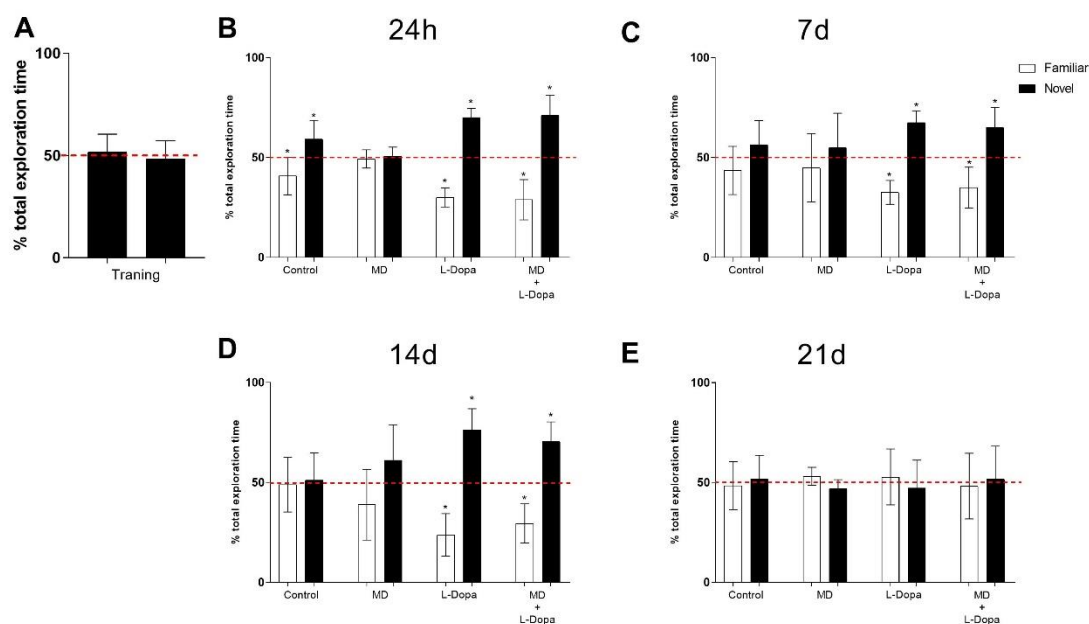 A
% total exploration time
100
50
0
Traning
B
24h
% total exploration time
100
50
0
* * * * * *
Control MD L-Dopa MD
+
L-Dopa
C
7d
% total exploration time
100
50
0
* * * *
Control MD L-Dopa MD
+
L-Dopa
Familiar
Novel
D
14d
% total exploration time
100
50
0
* * * *
Control MD L-Dopa MD
+
L-Dopa
E
21d
% total exploration time
100
50
0
Control MD L-Dopa MD
+
L-Dopa